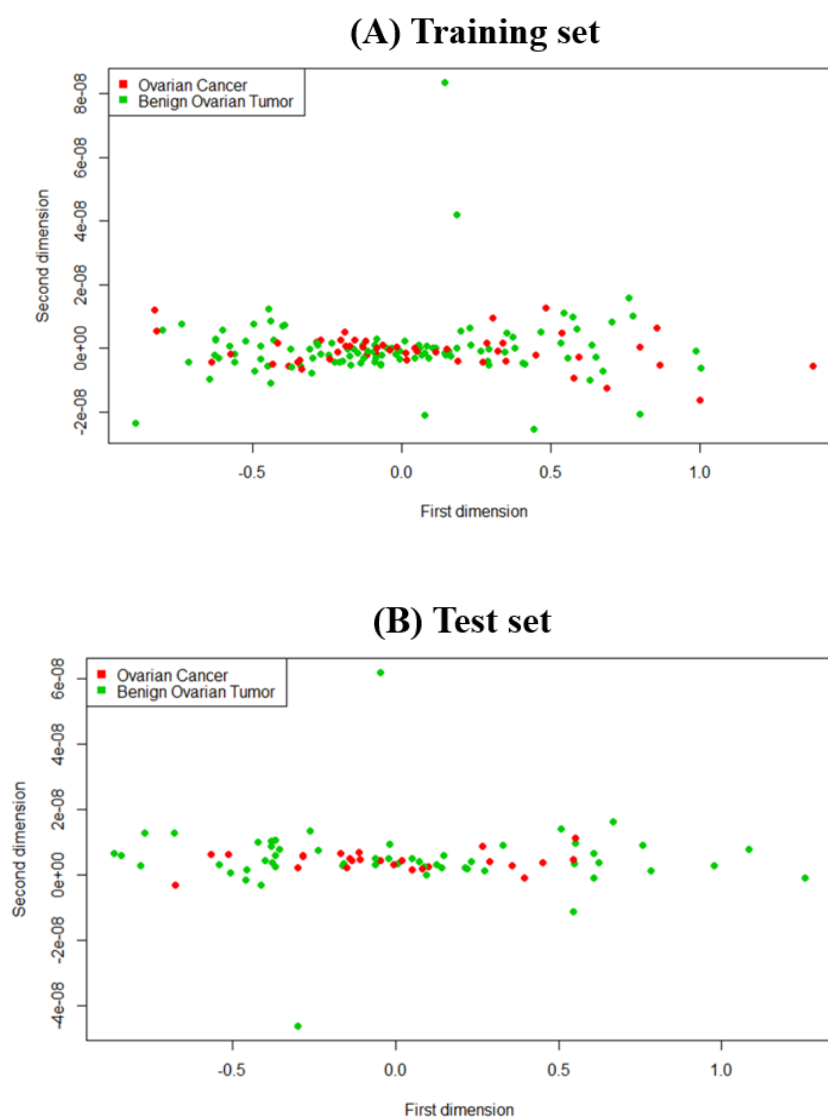 (A) Training set
Ovarian Cancer
Benign Ovarian Tumor
8e-08
6e-08
4e-08
2e-08
0e+00
-2e-08
Second dimension
-0.5 0.0 0.5 1.0
First dimension
(B) Test set
Ovarian Cancer
Benign Ovarian Tumor
6e-08
4e-08
2e-08
0e+00
-2e-08
-4e-08
Second dimension
-0.5 0.0 0.5 1.0
First dimension